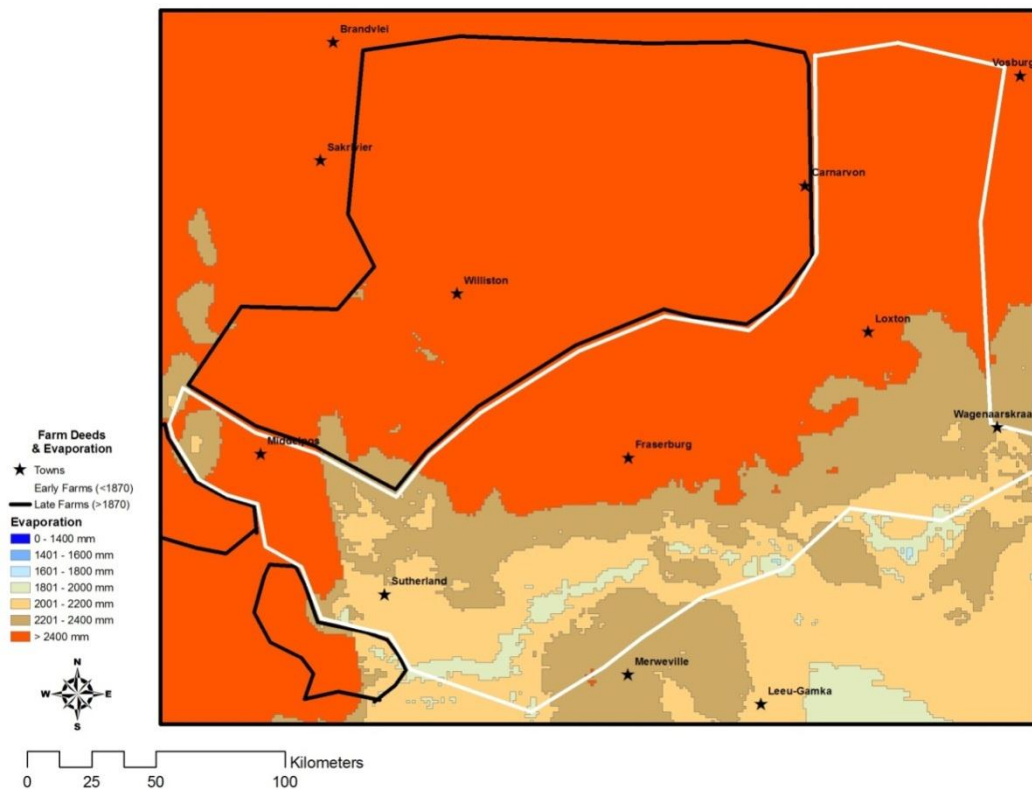 Brandvlei
Vosburg
Sakrivier
Carnarvon
Williston
Loxton
Wagenaarskraa
Middelpos
Fraserburg
Sutherland
Merweville
Leeu-Gamka
Farm Deeds
& Evaporation
Towns
Early Farms (<1870)
Late Farms (>1870)
Evaporation
0 - 1400 mm
1401 - 1600 mm
1601 - 1800 mm
1801 - 2000 mm
2001 - 2200 mm
2201 - 2400 mm
> 2400 mm
N
W E
S
Kilometers
0 25 50 100